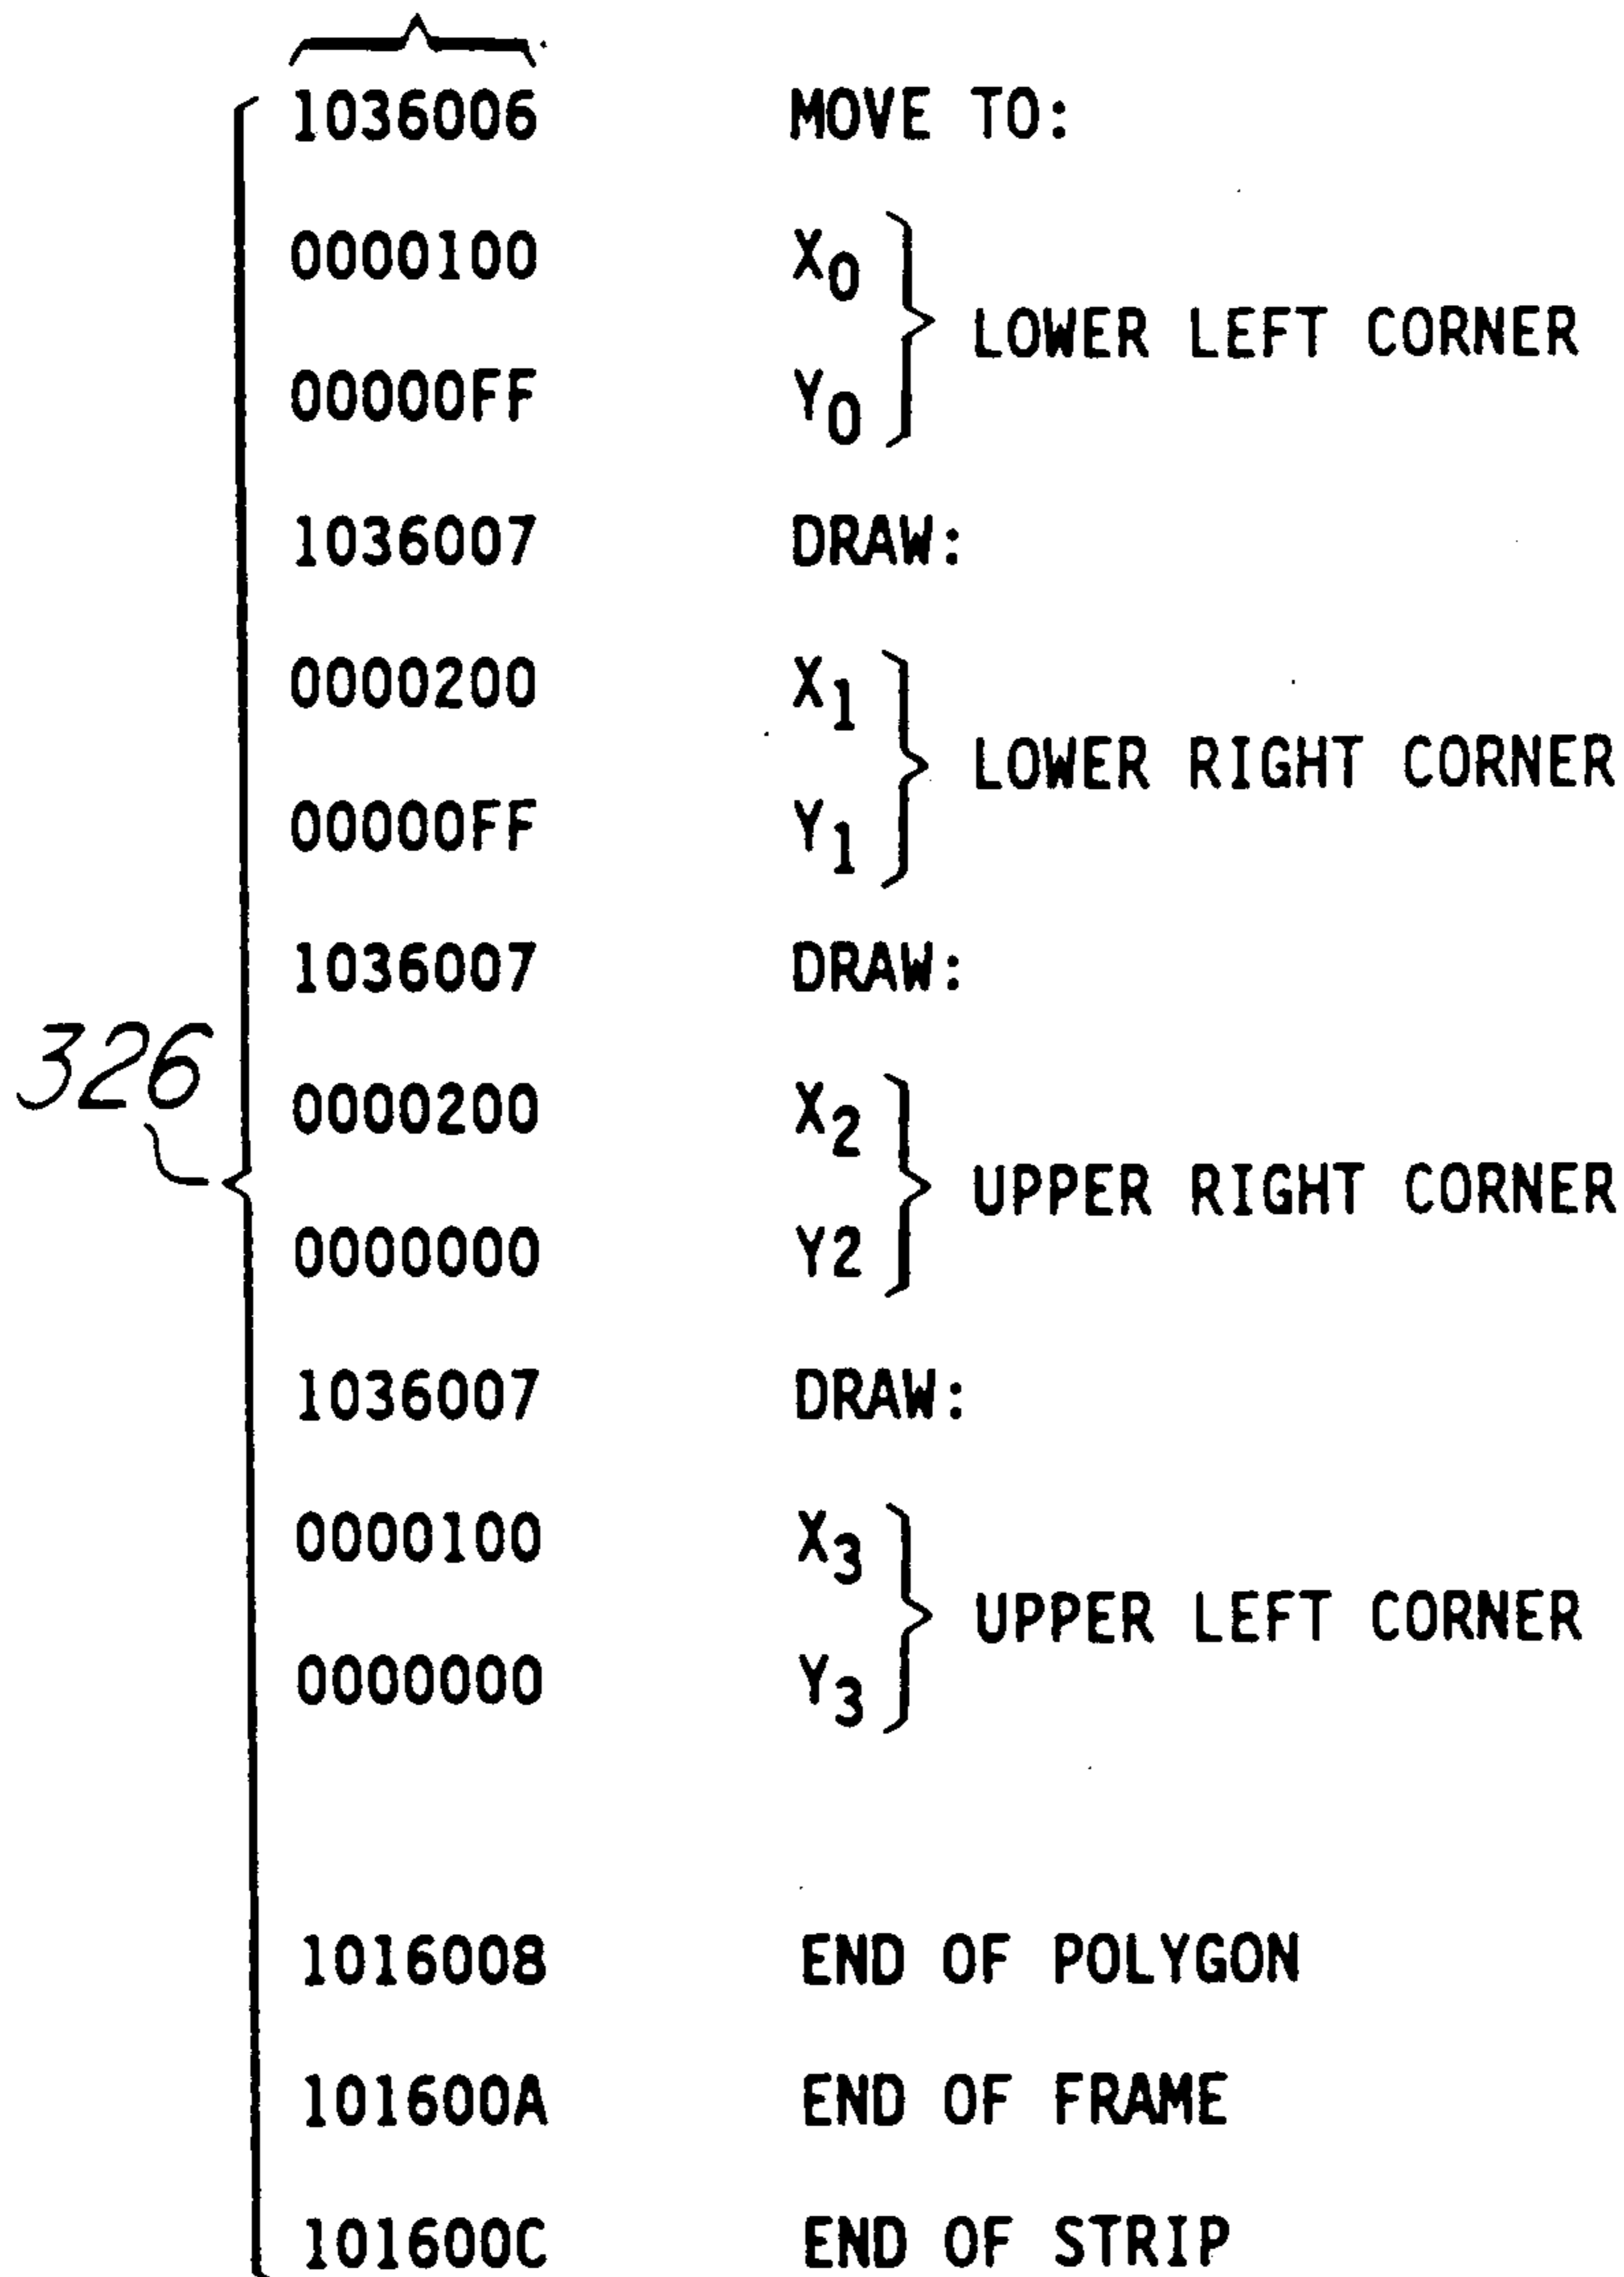 1036006 MOVE TO:
0000100 X0
LOWER LEFT CORNER
00000FF Y0
1036007 DRAW:
0000200 X1
LOWER RIGHT CORNER
00000FF Y1
1036007 DRAW:
326
0000200 X2
UPPER RIGHT CORNER
0000000 Y2
1036007 DRAW:
0000100 X3
UPPER LEFT CORNER
0000000 Y3
1016008 END OF POLYGON
101600A END OF FRAME
101600C END OF STRIP